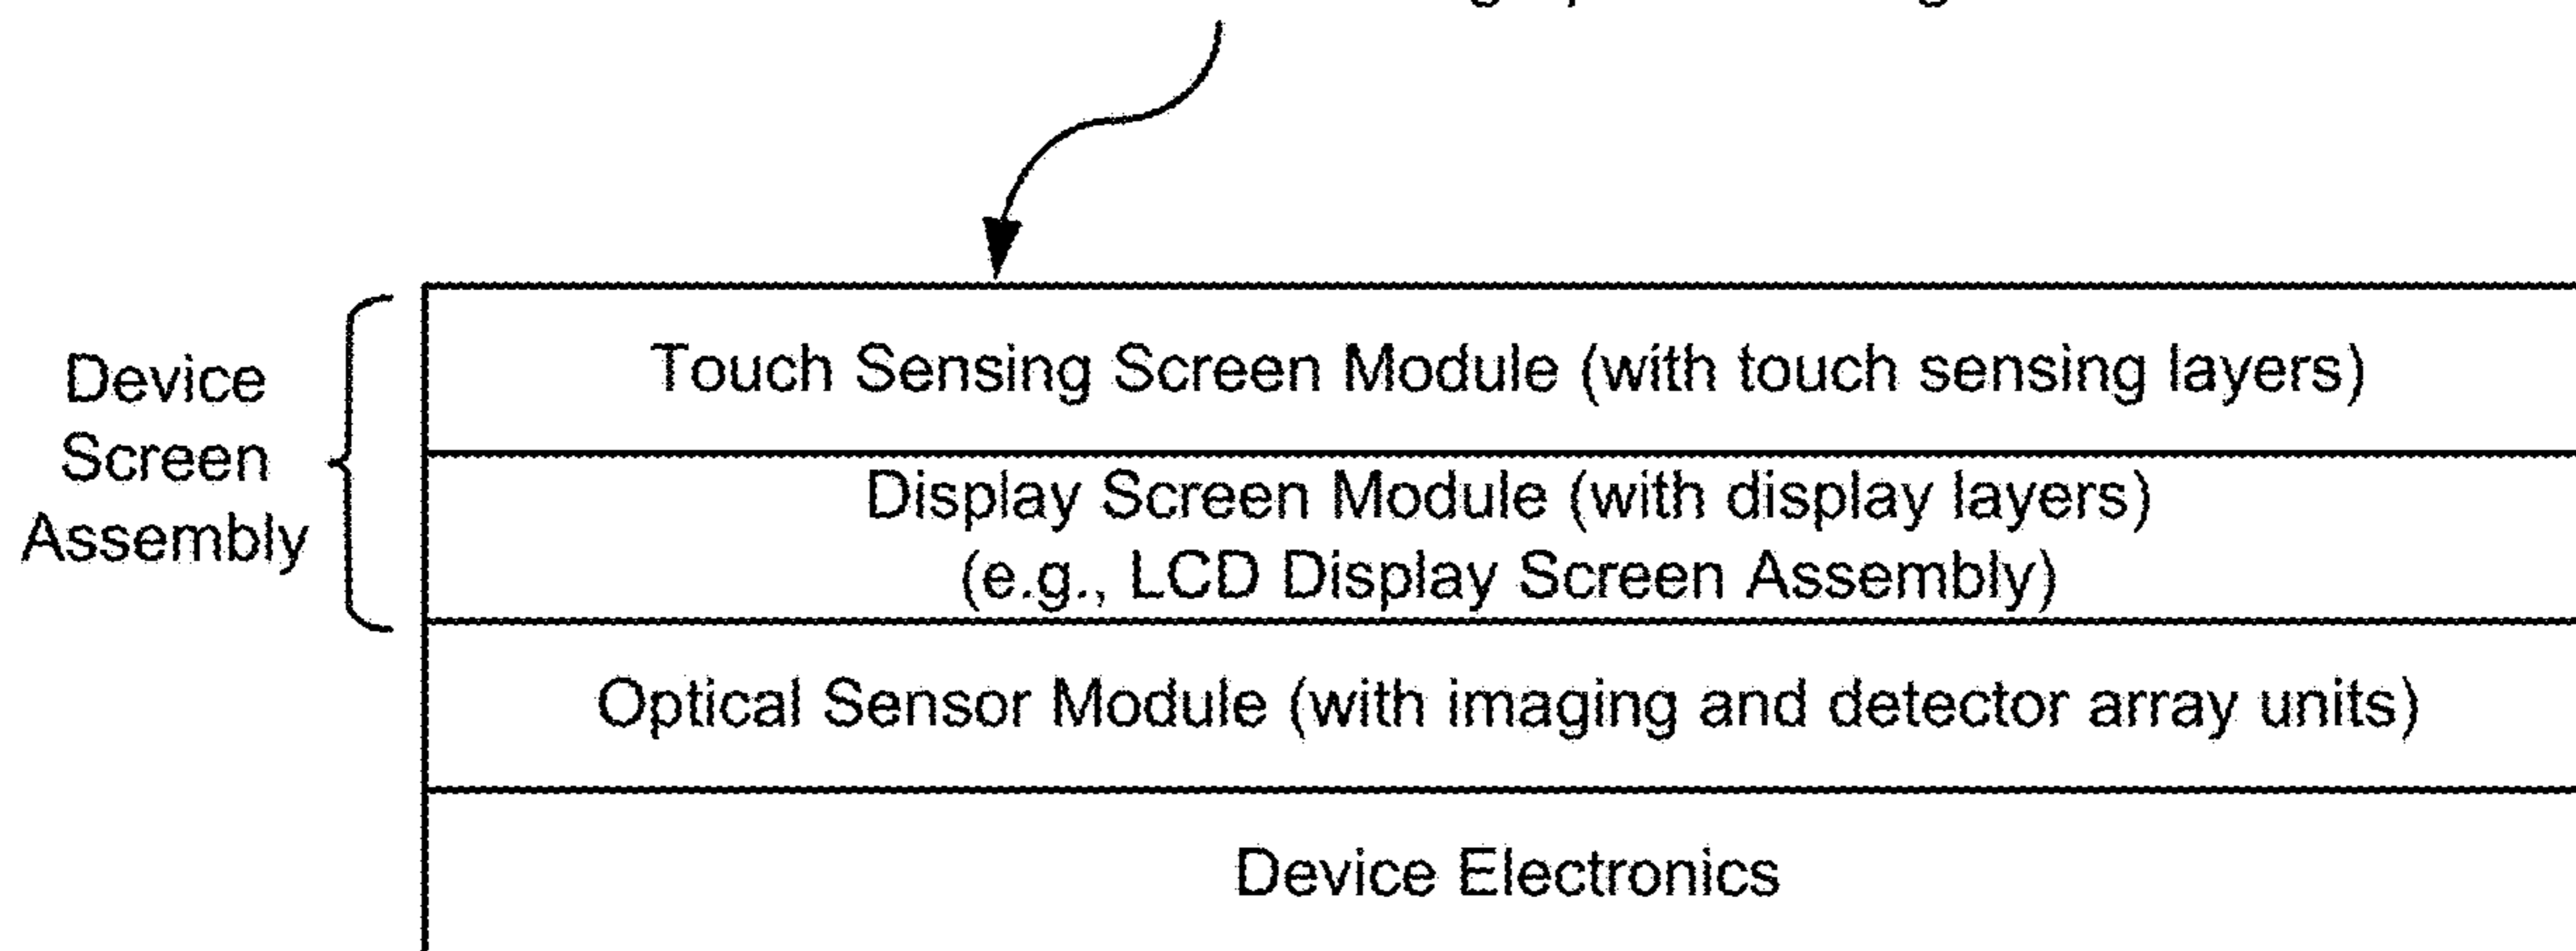 Device
Screen
Assembly
Touch Sensing Screen Module (with touch sensing layers)
Display Screen Module (with display layers)
(e.g., LCD Display Screen Assembly)
Optical Sensor Module (with imaging and detector array units)
Device Electronics